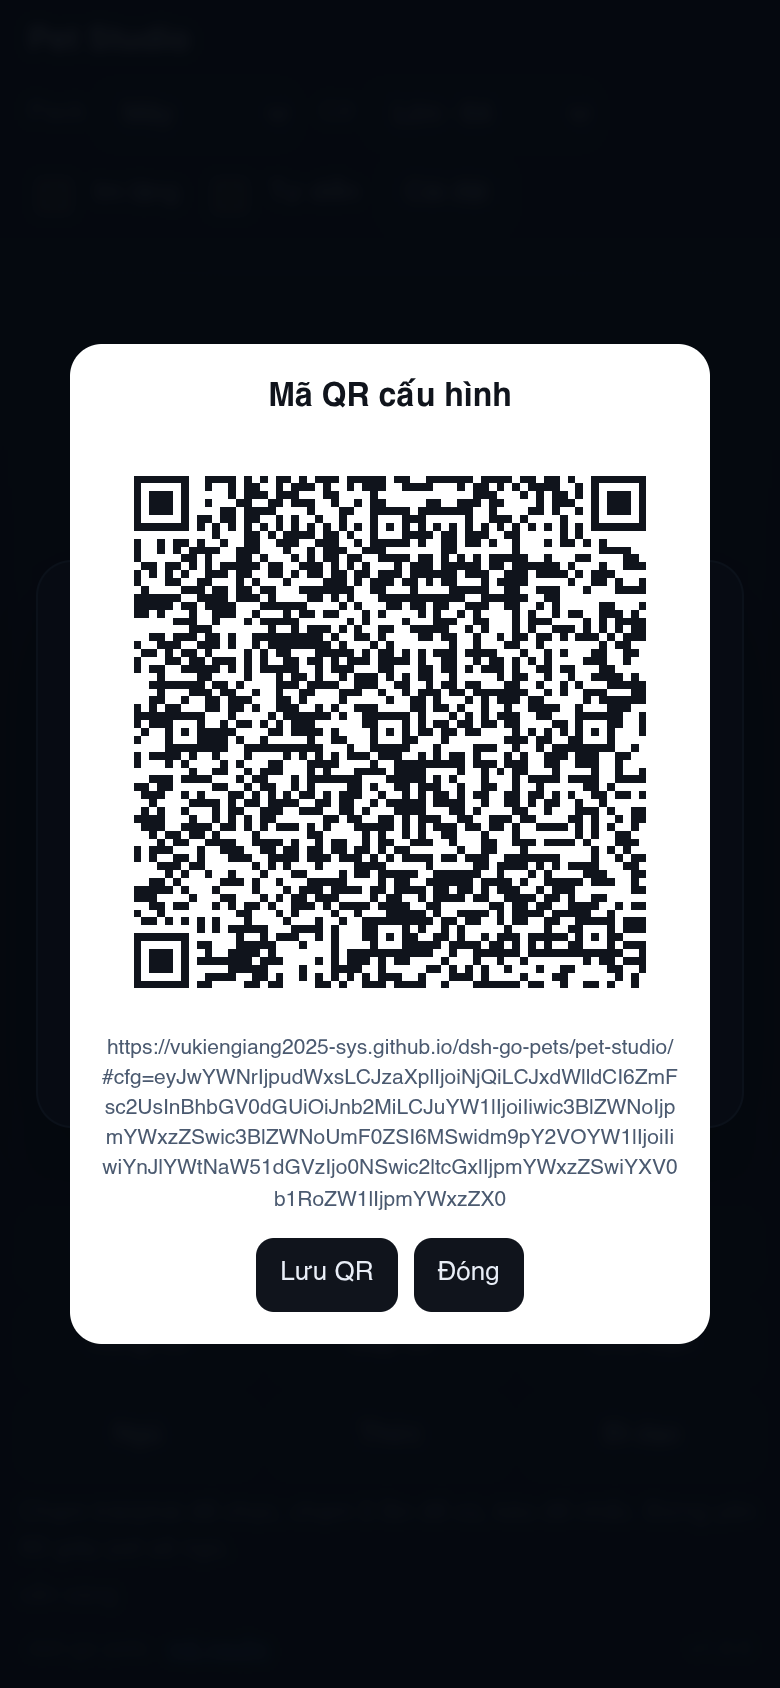 Mã QR cấu hình
https://vukiengiang2025-sys.github.io/dsh-go-pets/pet-studio/
#cfg=eyJwYWNrIjpudWxsLCJzaXplIjoiNjQiLCJxdWlldCI6ZmF
sc2UsInBhbGV0dGUiOiJnb2MiLCJuYW1lIjoiIiwic3BlZWNoIjp
mYWxzZSwic3BlZWNoUmF0ZSI6MSwidm9pY2VOYW1lIjoiIi
wiYnJlYWtNaW51dGVzIjo0NSwic2ltcGxlIjpmYWxzZSwiYXV0
b1RoZW1lIjpmYWxzZX0
Lưu QR
Đóng